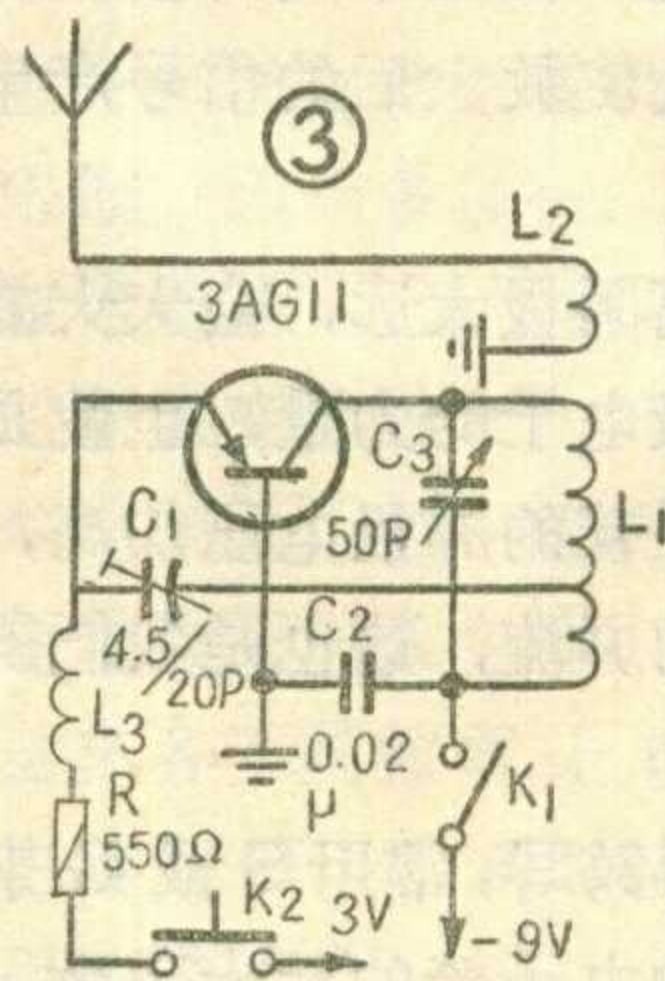 ③
L2
3AG11
C3
50P
L1
C1
4.5/20P
C2
0.02
μ
L3
R
550Ω
K1
K2
3V
-9V